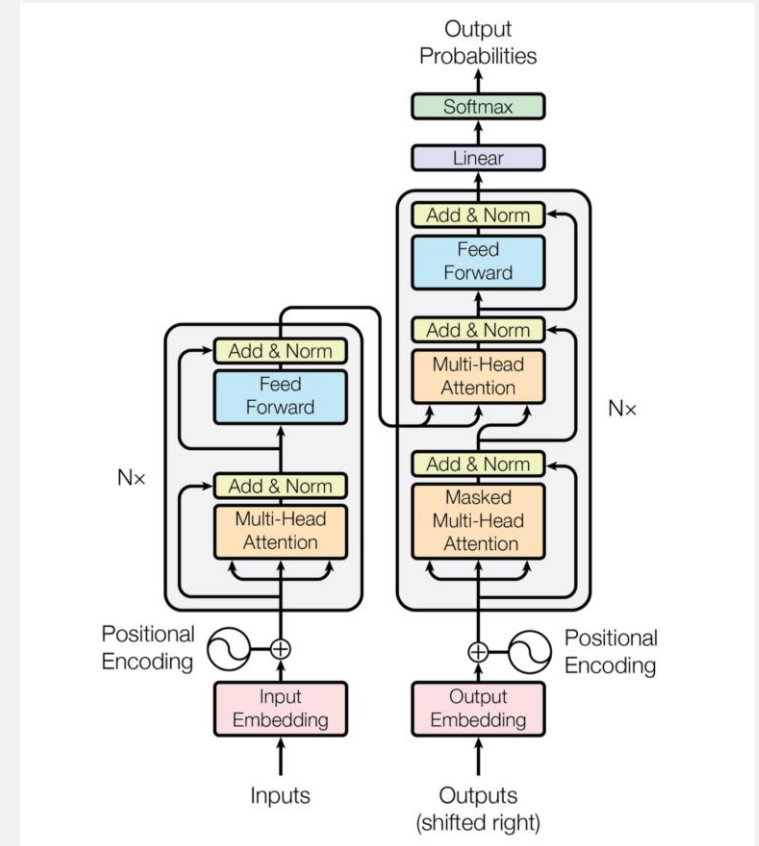 Output
Probabilities
Softmax
Linear
Add & Norm
Feed
Forward
Add & Norm
Multi-Head
Attention
Add & Norm
Masked
Multi-Head
Attention
Nx
Add & Norm
Feed
Forward
Add & Norm
Multi-Head
Attention
Nx
Positional
Encoding
Positional
Encoding
Input
Embedding
Output
Embedding
Inputs
Outputs
(shifted right)